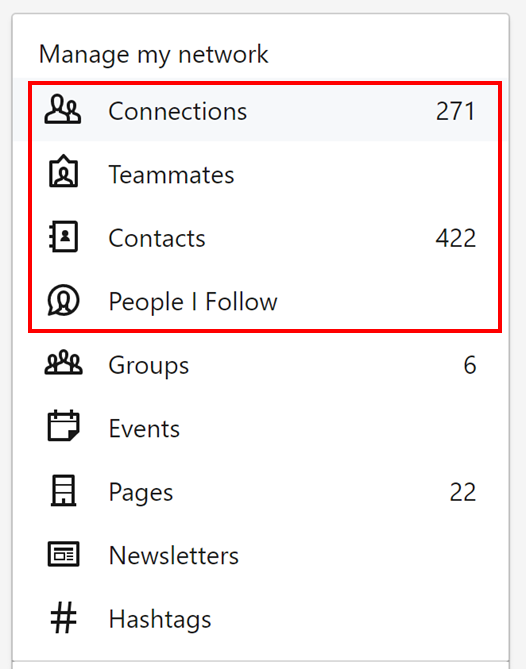 Manage my network
Connections 271
Teammates
Contacts 422
People I Follow
Groups 6
Events
Pages 22
Newsletters
Hashtags